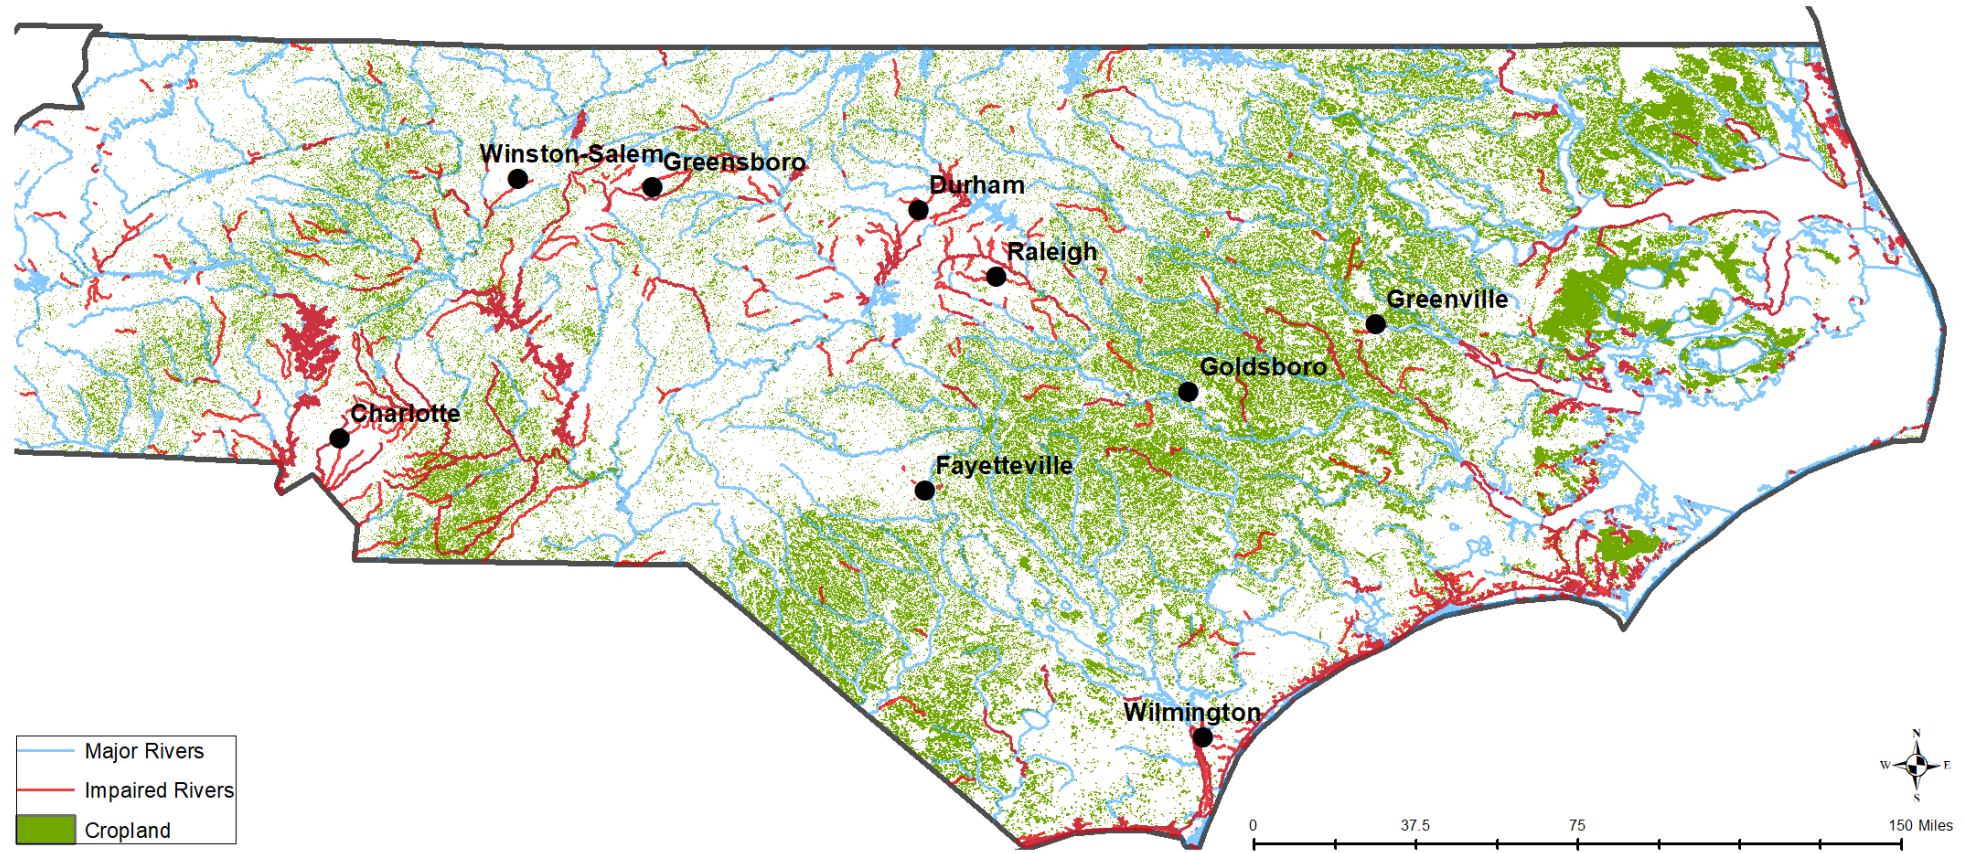 Winston-Salem
Greensboro
Durham
Raleigh
Greenville
Goldsboro
Charlotte
Fayetteville
Wilmington
Major Rivers
Impaired Rivers
Cropland
N
W E
S
0 37.5 75 150 Miles